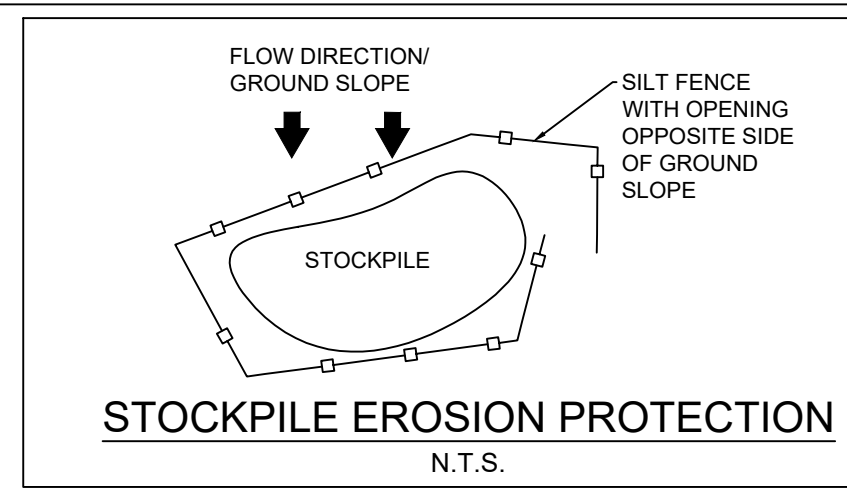 FLOW DIRECTION/
GROUND SLOPE
SILT FENCE
WITH OPENING
OPPOSITE SIDE
OF GROUND
SLOPE
STOCKPILE
STOCKPILE EROSION PROTECTION
N.T.S.